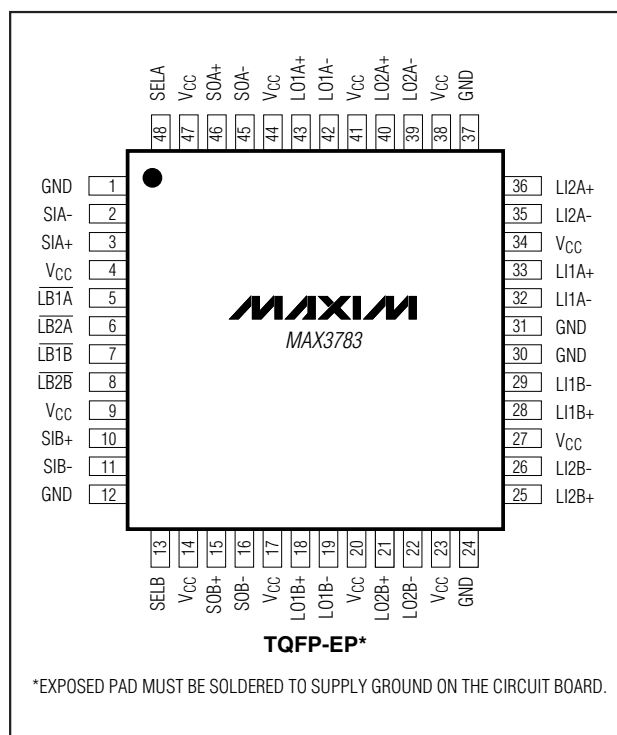 SELA
VCC
SOA+
SOA-
VCC
LO1A+
LO1A-
VCC
LO2A+
LO2A-
VCC
GND
48 47 46 45 44 43 42 41 40 39 38 37
GND 1
SIA- 2
SIA+ 3
VCC 4
LB1A 5
LB2A 6
LB1B 7
LB2B 8
VCC 9
SIB+ 10
SIB- 11
GND 12
MAXIM
MAX3783
36 LI2A+
35 LI2A-
34 VCC
33 LI1A+
32 LI1A-
31 GND
30 GND
29 LI1B-
28 LI1B+
27 VCC
26 LI2B-
25 LI2B+
13 14 15 16 17 18 19 20 21 22 23 24
SELB
VCC
SOB+
SOB-
VCC
LO1B+
LO1B-
VCC
LO2B+
LO2B-
VCC
GND
TQFP-EP*
*EXPOSED PAD MUST BE SOLDERED TO SUPPLY GROUND ON THE CIRCUIT BOARD.